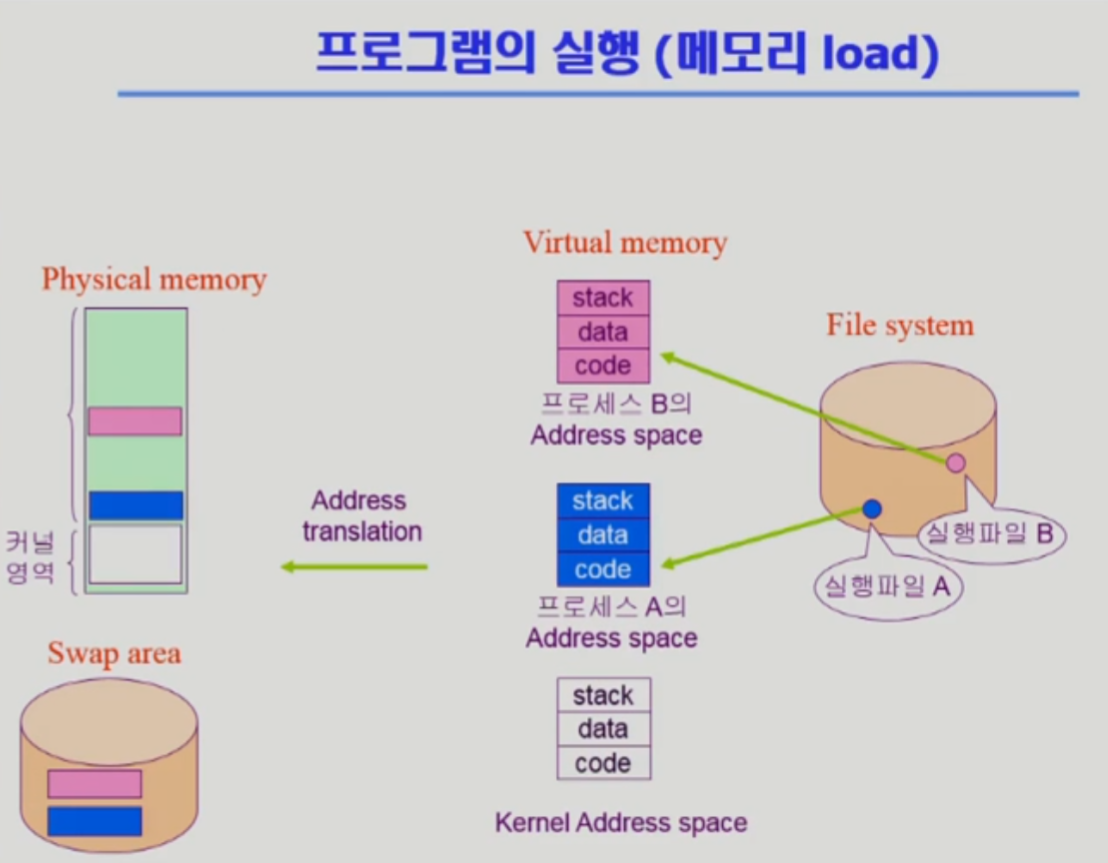 프로그램의 실행 (메모리 load)
Virtual memory
Physical memory
stack
data
code
프로세스 B의
Address space
File system
실행파일 B
실행파일 A
Address
translation
stack
data
code
프로세스 A의
Address space
커널
영역
Swap area
stack
data
code
Kernel Address space